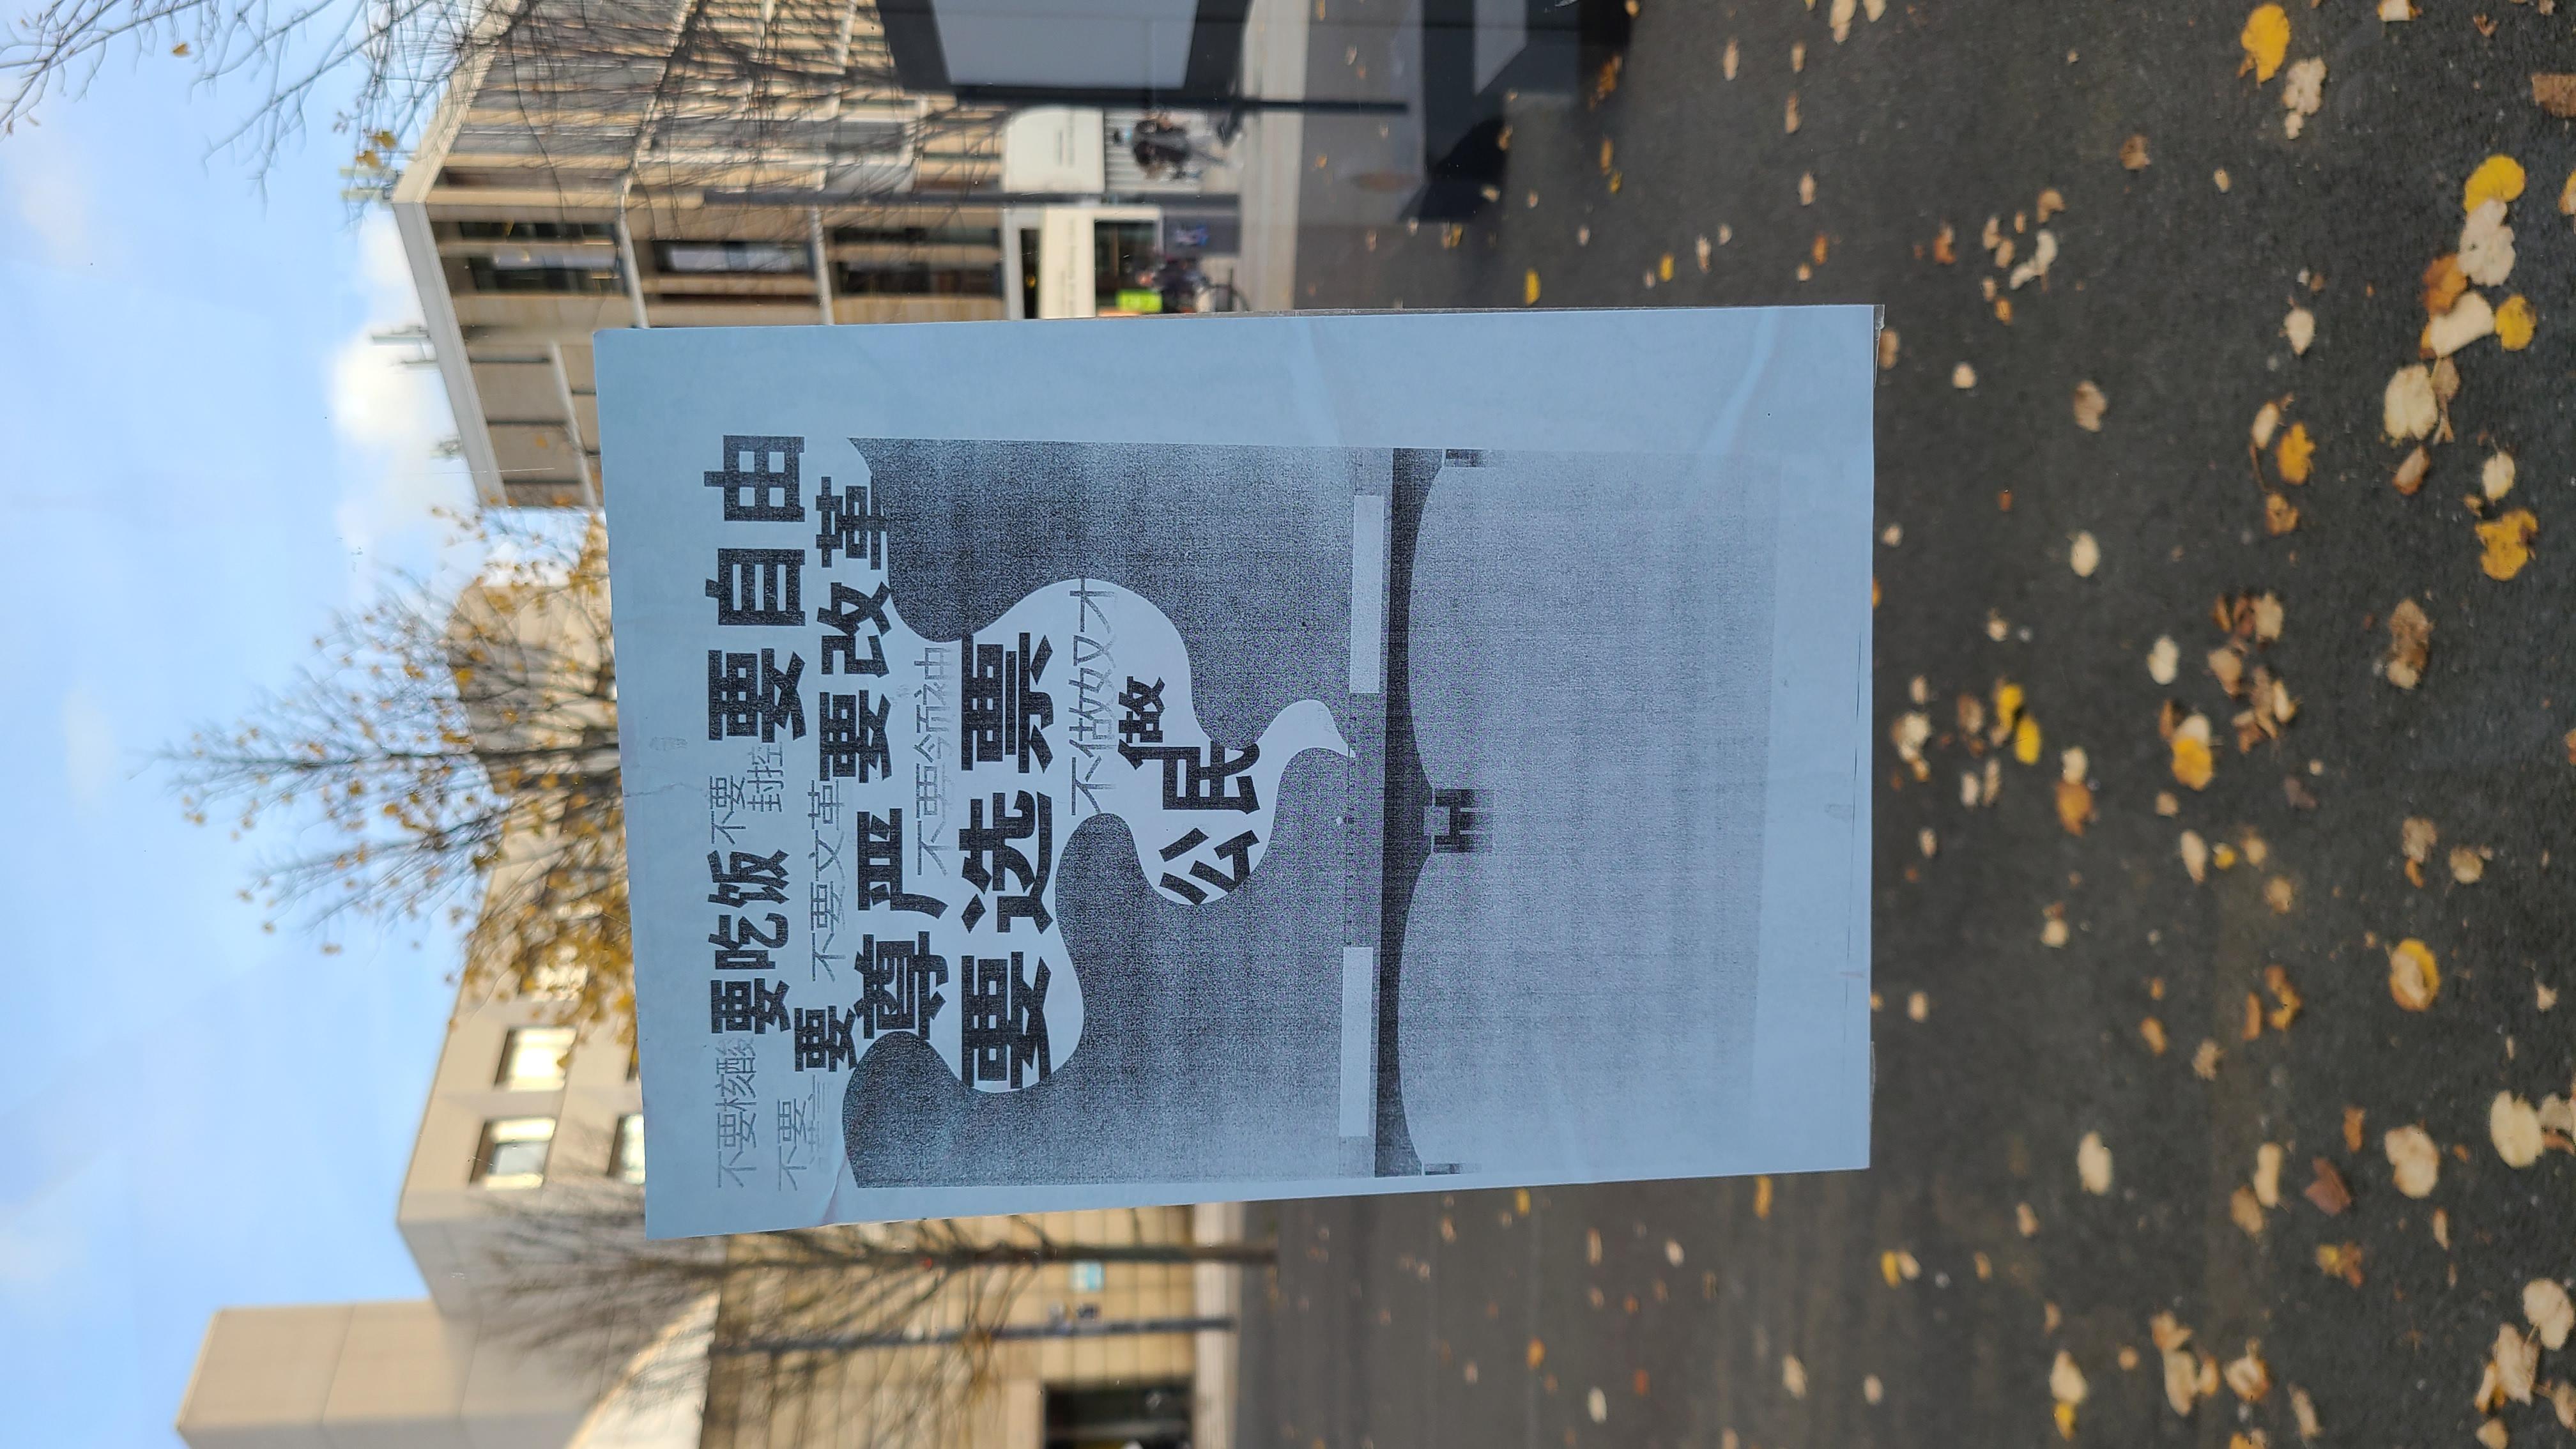 不要核酸 要吃饭 不要封控 要自由
不要谎言 要尊严 不要文革 要改革
不要领袖
要选票
不做奴才
做
公民